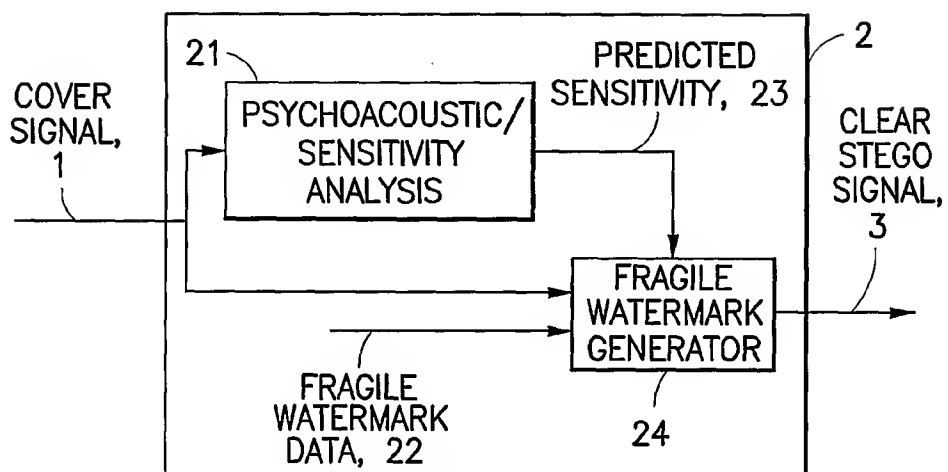 COVER
SIGNAL,
1
21
PSYCHOACOUSTIC/
SENSITIVITY
ANALYSIS
PREDICTED
SENSITIVITY, 23
2
CLEAR
STEGO
SIGNAL,
3
FRAGILE
WATERMARK
GENERATOR
24
FRAGILE
WATERMARK
DATA, 22